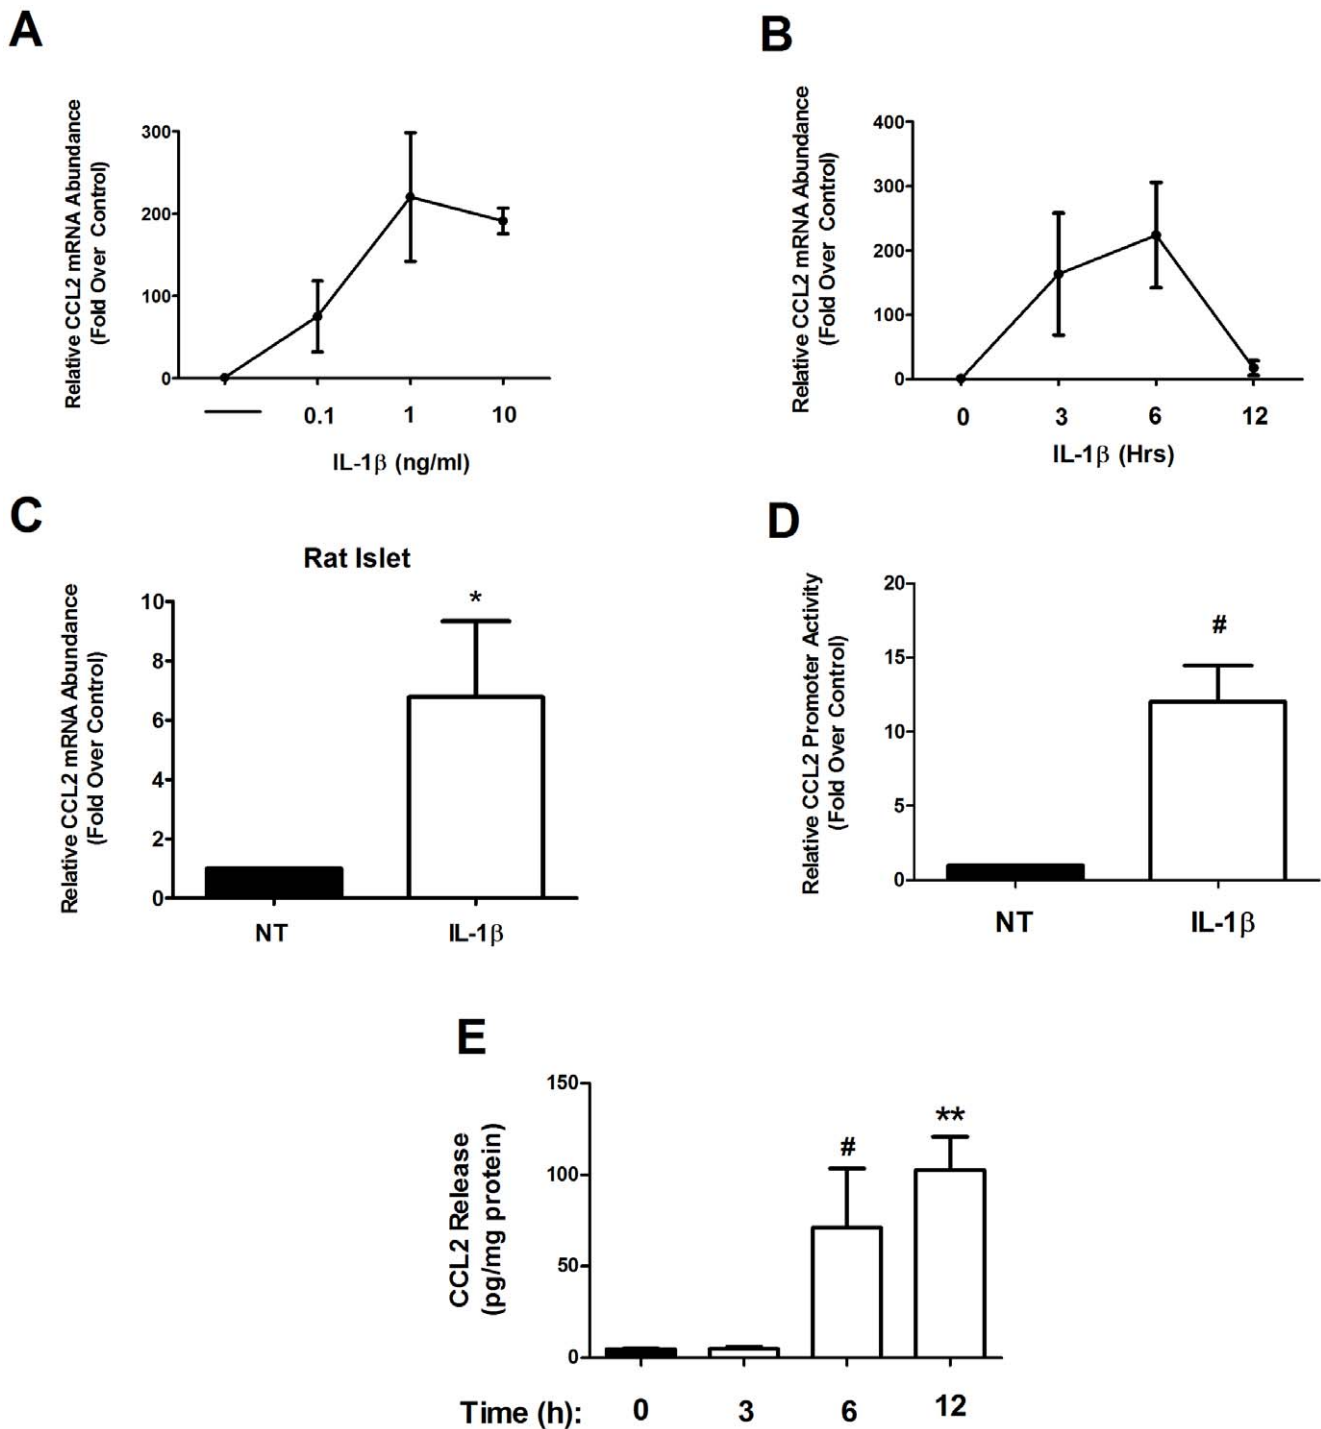 A
Relative CCL2 mRNA Abundance
(Fold Over Control)
300
200
100
0
0.1 1 10
IL-1β (ng/ml)
B
Relative CCL2 mRNA Abundance
(Fold Over Control)
400
300
200
100
0
0 3 6 12
IL-1β (Hrs)
C
Rat Islet
Relative CCL2 mRNA Abundance
(Fold Over Control)
10
8
6
4
2
0
*
NT IL-1β
D
Relative CCL2 Promoter Activity
(Fold Over Control)
20
15
10
5
0
#
NT IL-1β
E
CCL2 Release
(pg/mg protein)
150
100
50
0
# **
Time (h): 0 3 6 12